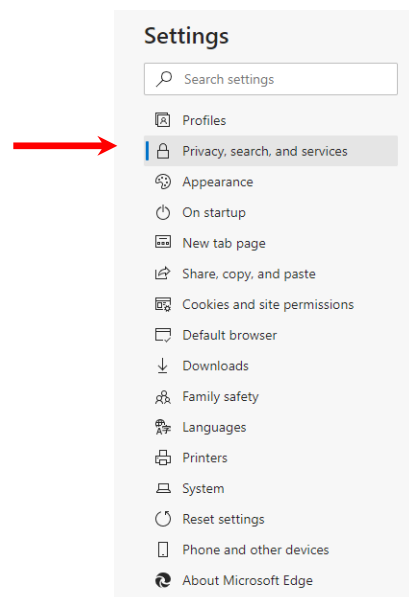 Settings
Search settings
Profiles
Privacy, search, and services
Appearance
On startup
New tab page
Share, copy, and paste
Cookies and site permissions
Default browser
Downloads
Family safety
Languages
Printers
System
Reset settings
Phone and other devices
About Microsoft Edge